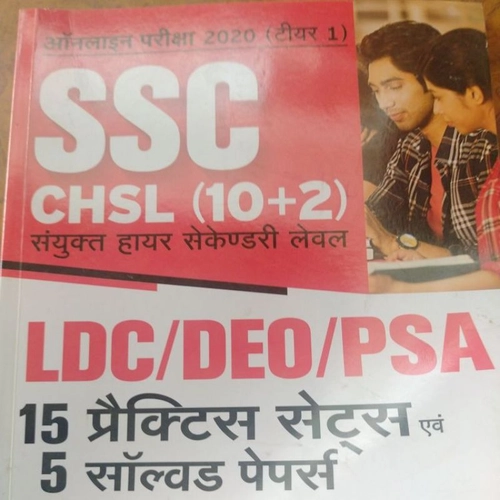 ऑनलाइन परीक्षा 2020 (टीयर 1)
SSC
CHSL (10+2)
संयुक्त हायर सेकेण्डरी लेवल
LDC/DEO/PSA
15 प्रैक्टिस सेट्स एवं
5 सॉल्वड पेपर्स